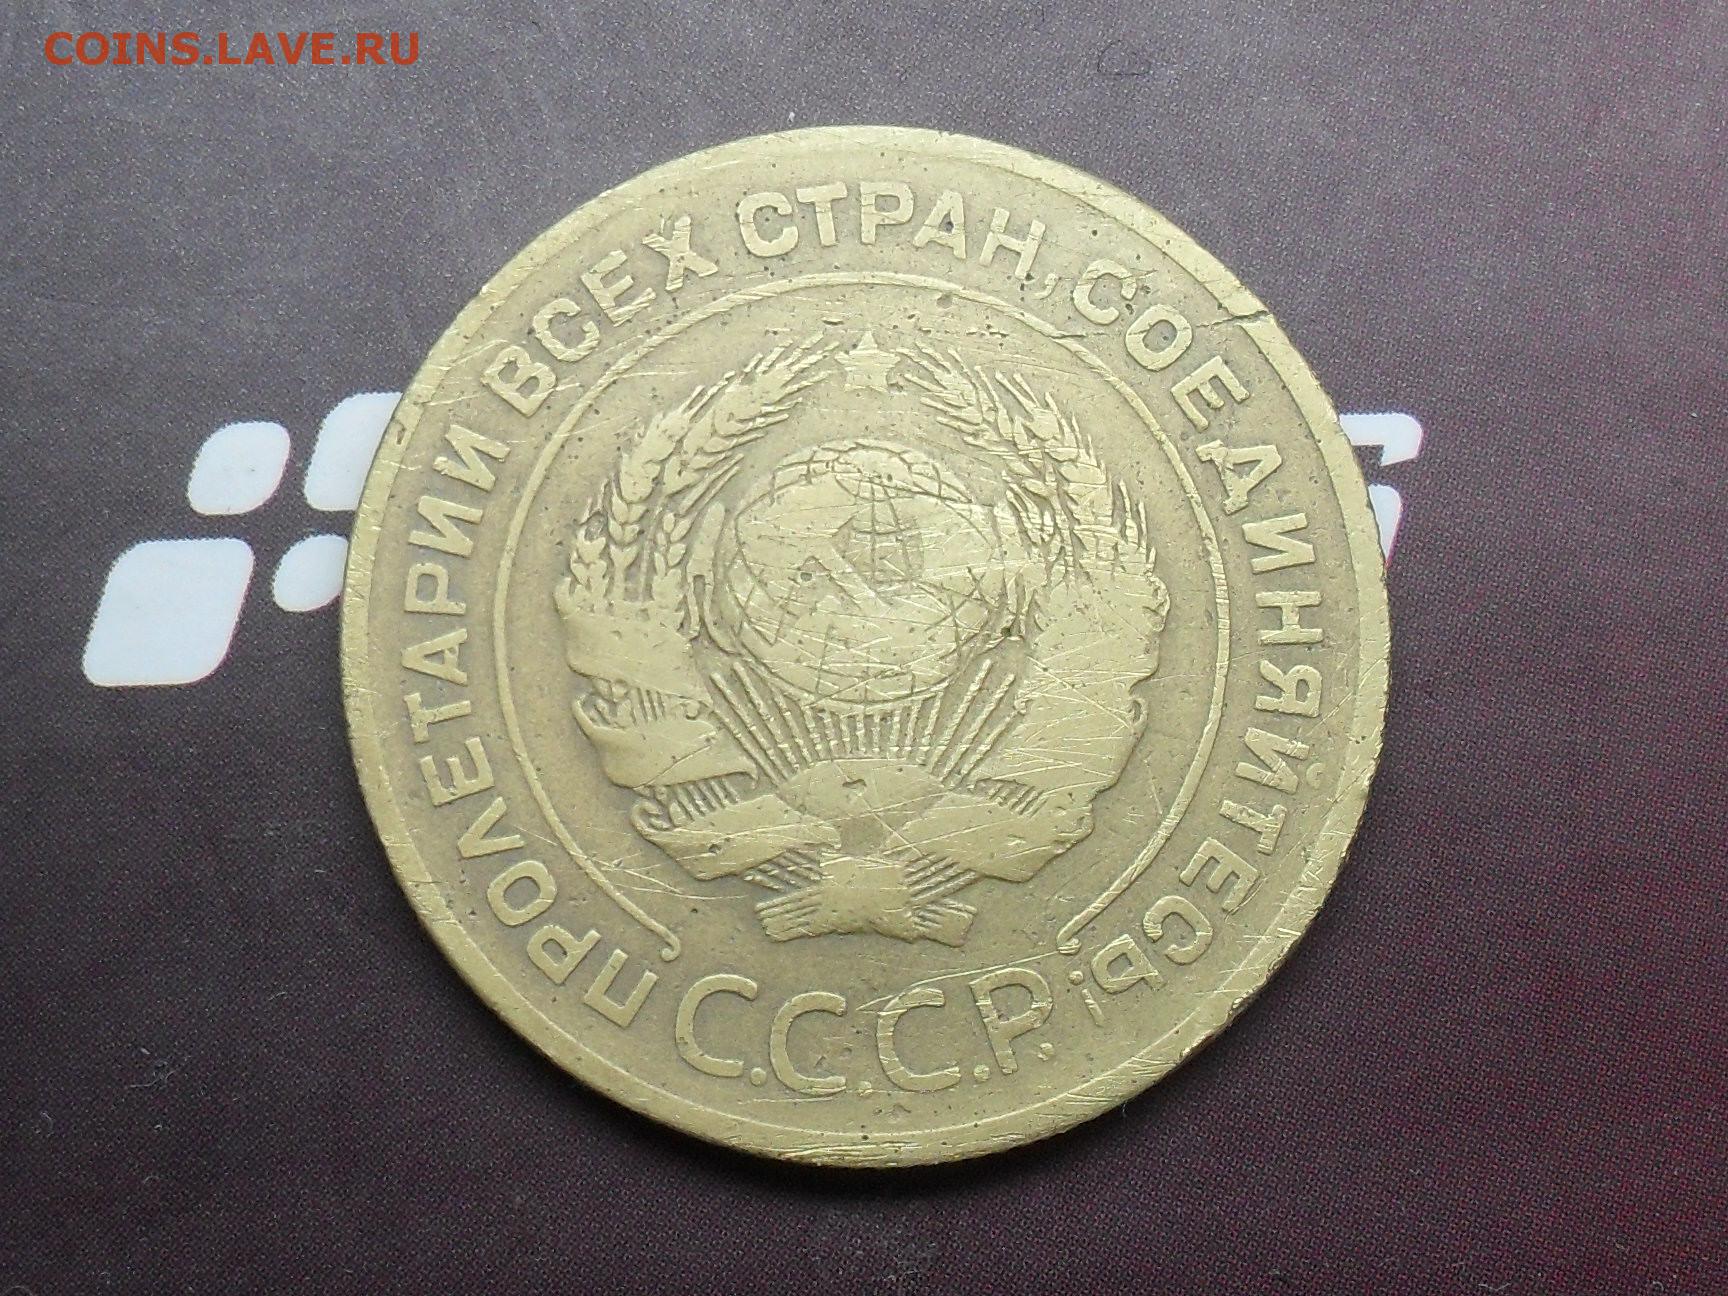 COINS.LAVE.RU
ПРОЛЕТАРИИ ВСЕХ СТРАН, СОЕДИНЯЙТЕСЬ!
С.С.С.Р.